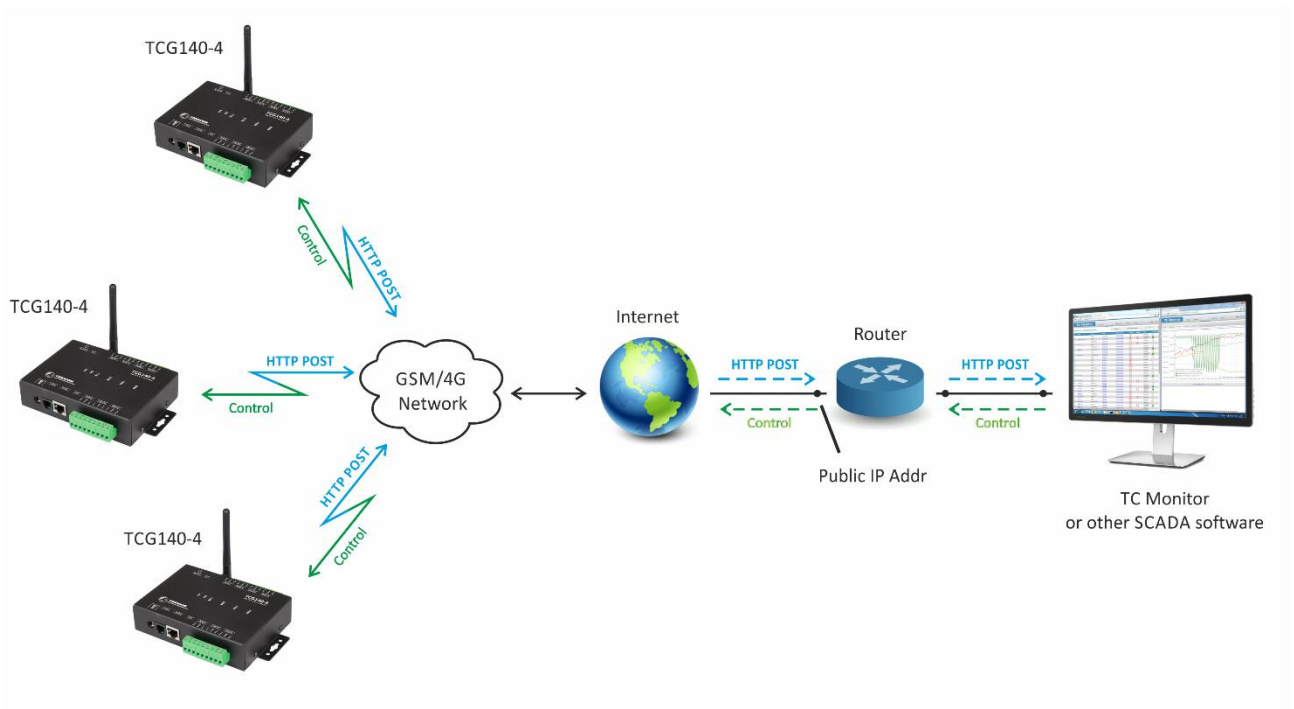 TCG140-4
Control
HTTP POST
TCG140-4
HTTP POST
Control
GSM/4G
Network
Internet
HTTP POST
Control
Public IP Addr
Router
HTTP POST
Control
TC Monitor
or other SCADA software
HTTP POST
Control
TCG140-4